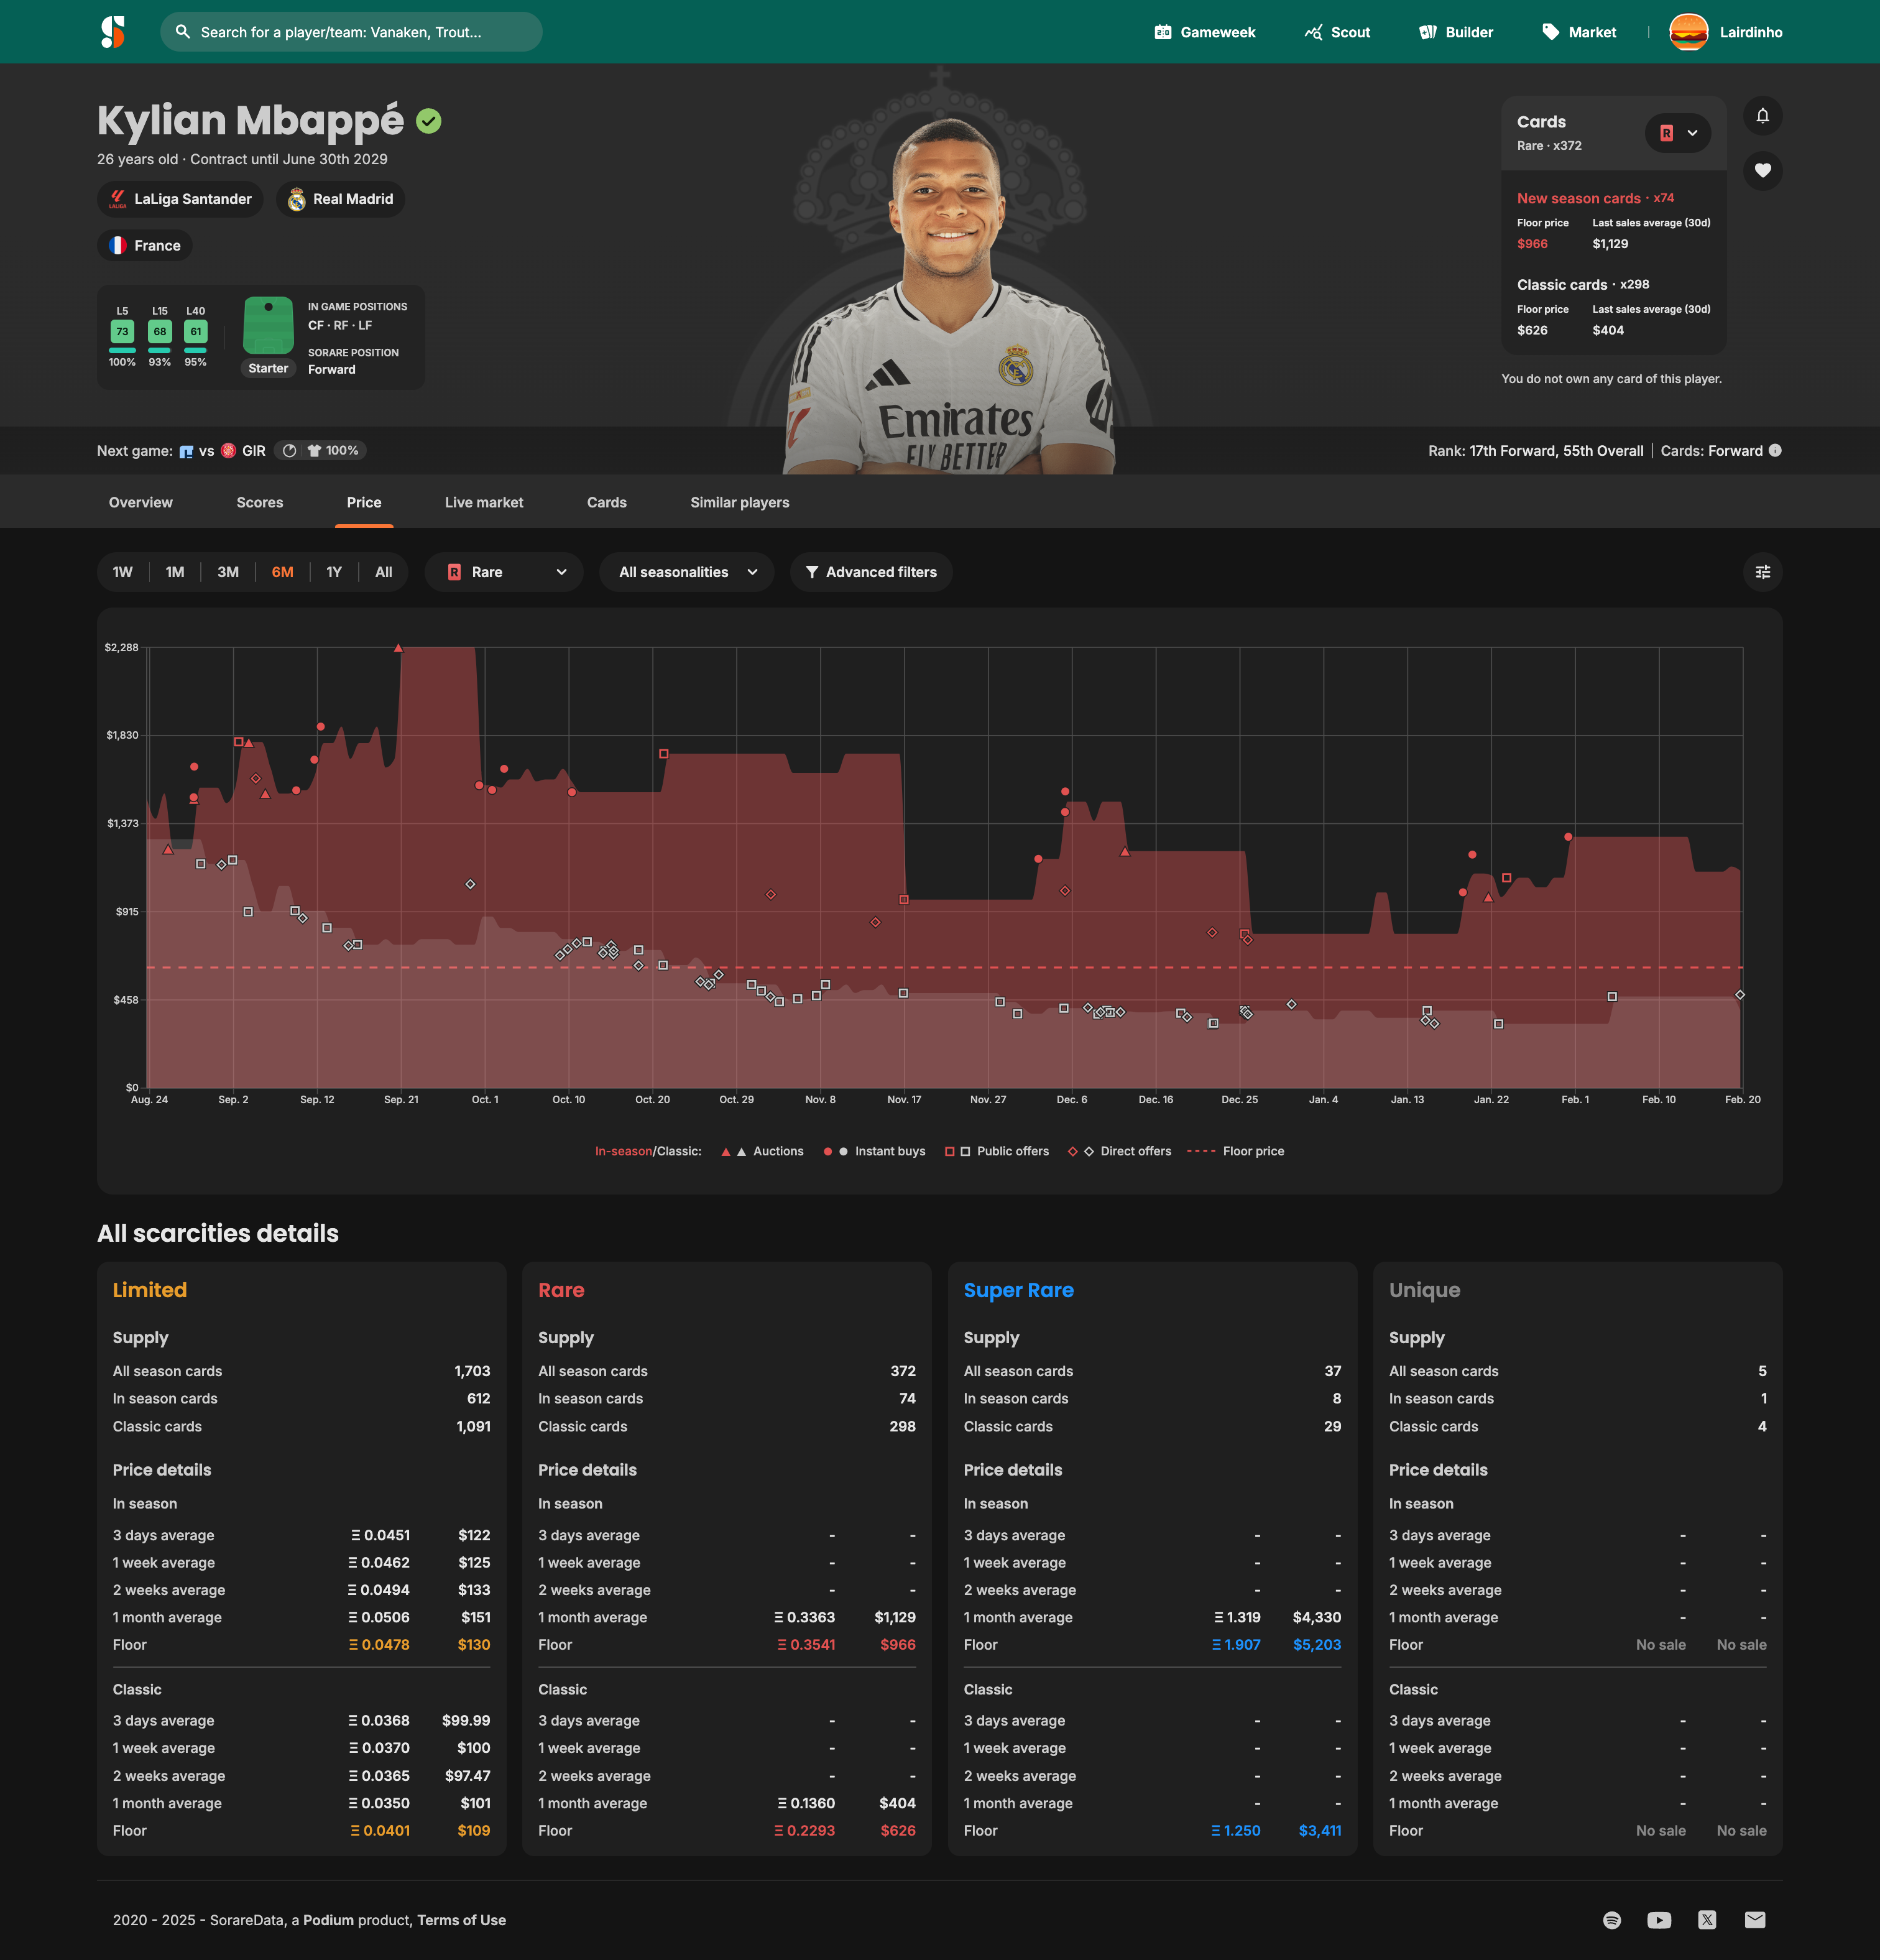 Search for a player/team: Vanaken, Trout...
Gameweek
Scout
Builder
Market
Lairdinho
Kylian Mbappé
26 years old · Contract until June 30th 2029
LaLiga Santander
Real Madrid
France
L5 L15 L40
73 68 61
100% 93% 95%
Starter
IN GAME POSITIONS
CF · RF · LF
SORARE POSITION
Forward
Emirates
FLY BETTER
Cards
Rare · x372
R
New season cards · x74
Floor price Last sales average (30d)
$966 $1,129
Classic cards · x298
Floor price Last sales average (30d)
$626 $404
You do not own any card of this player.
Next game: vs GIR 100%
Rank: 17th Forward, 55th Overall | Cards: Forward
Overview Scores Price Live market Cards Similar players
1W 1M 3M 6M 1Y All
R Rare
All seasonalities
Advanced filters
$2,288
$1,830
$1,373
$915
$458
$0
Aug. 24 Sep. 2 Sep. 12 Sep. 21 Oct. 1 Oct. 10 Oct. 20 Oct. 29 Nov. 8 Nov. 17 Nov. 27 Dec. 6 Dec. 16 Dec. 25 Jan. 4 Jan. 13 Jan. 22 Feb. 1 Feb. 10 Feb. 20
In-season/Classic: Auctions Instant buys Public offers Direct offers Floor price
All scarcities details
Limited
Supply
All season cards 1,703
In season cards 612
Classic cards 1,091
Price details
In season
3 days average Ξ 0.0451 $122
1 week average Ξ 0.0462 $125
2 weeks average Ξ 0.0494 $133
1 month average Ξ 0.0506 $151
Floor Ξ 0.0478 $130
Classic
3 days average Ξ 0.0368 $99.99
1 week average Ξ 0.0370 $100
2 weeks average Ξ 0.0365 $97.47
1 month average Ξ 0.0350 $101
Floor Ξ 0.0401 $109
Rare
Supply
All season cards 372
In season cards 74
Classic cards 298
Price details
In season
3 days average - -
1 week average - -
2 weeks average - -
1 month average Ξ 0.3363 $1,129
Floor Ξ 0.3541 $966
Classic
3 days average - -
1 week average - -
2 weeks average - -
1 month average Ξ 0.1360 $404
Floor Ξ 0.2293 $626
Super Rare
Supply
All season cards 37
In season cards 8
Classic cards 29
Price details
In season
3 days average - -
1 week average - -
2 weeks average - -
1 month average Ξ 1.319 $4,330
Floor Ξ 1.907 $5,203
Classic
3 days average - -
1 week average - -
2 weeks average - -
1 month average - -
Floor Ξ 1.250 $3,411
Unique
Supply
All season cards 5
In season cards 1
Classic cards 4
Price details
In season
3 days average - -
1 week average - -
2 weeks average - -
1 month average - -
Floor No sale No sale
Classic
3 days average - -
1 week average - -
2 weeks average - -
1 month average - -
Floor No sale No sale
2020 - 2025 - SorareData, a Podium product, Terms of Use